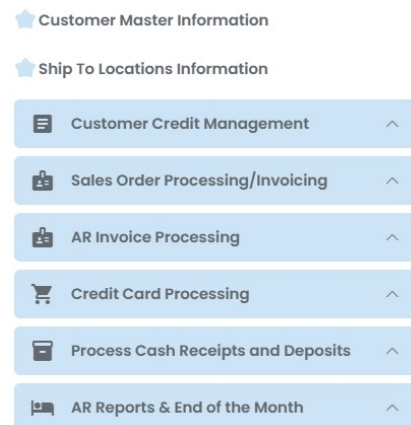 Customer Master Information
Ship To Locations Information
Customer Credit Management
Sales Order Processing/Invoicing
AR Invoice Processing
Credit Card Processing
Process Cash Receipts and Deposits
AR Reports & End of the Month